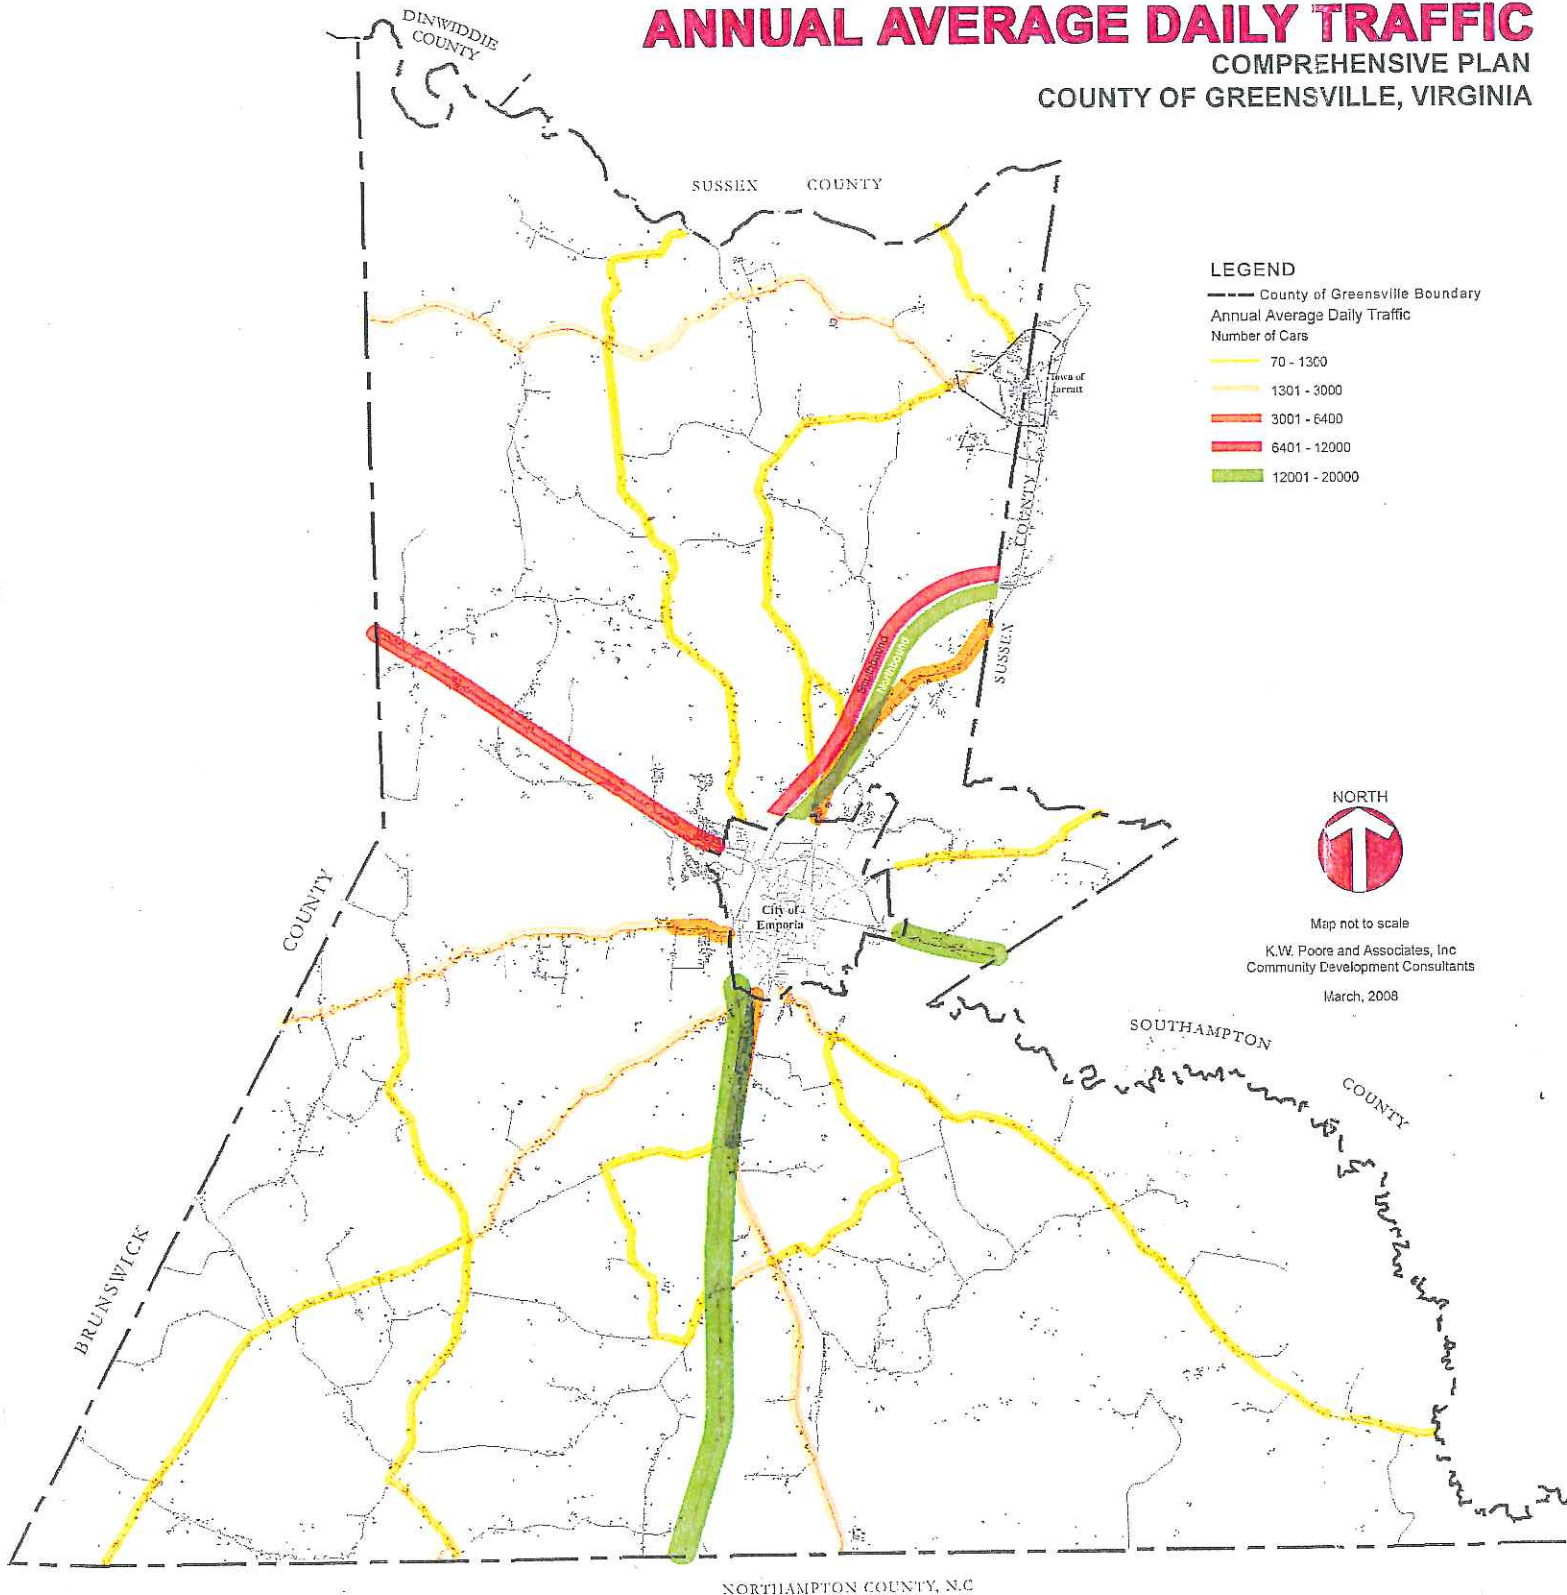 ANNUAL AVERAGE DAILY TRAFFIC
COMPREHENSIVE PLAN
COUNTY OF GREENSVILLE, VIRGINIA
DINWIDDIE
COUNTY
SUSSEX COUNTY
LEGEND
County of Greensville Boundary
Annual Average Daily Traffic
Number of Cars
70 - 1300
1301 - 3000
3001 - 6400
6401 - 12000
12001 - 20000
Town of
Jarratt
COUNTY
SUSSEX
Southbound
Northbound
NORTH
Map not to scale
K.W. Poore and Associates, Inc
Community Development Consultants
March, 2008
City of
Emporia
COUNTY
BRUNSWICK
SOUTHAMPTON
COUNTY
NORTHAMPTON COUNTY, N.C